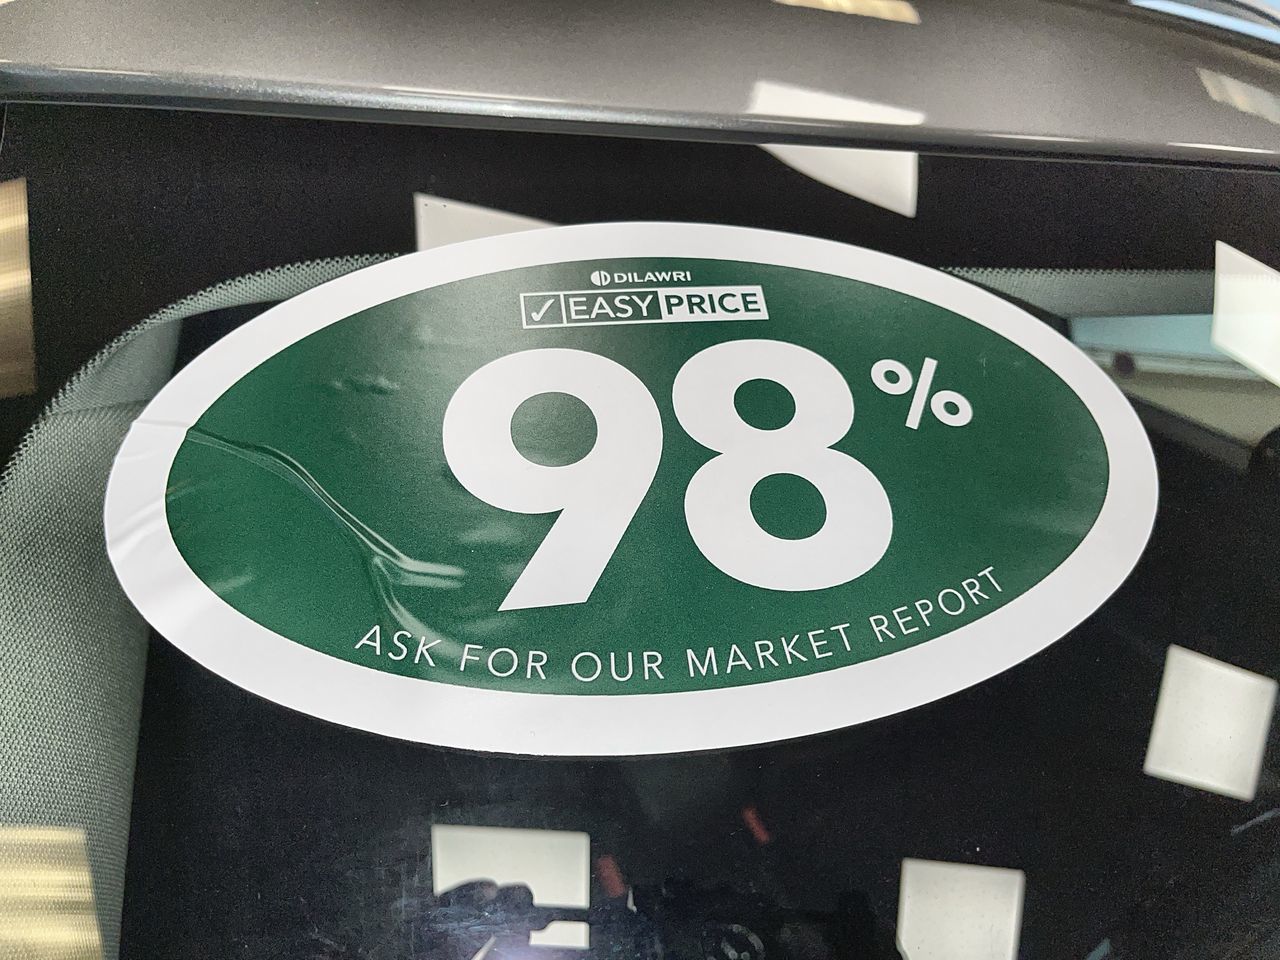 DILAWRI
✓ EASY PRICE
98%
ASK FOR OUR MARKET REPORT